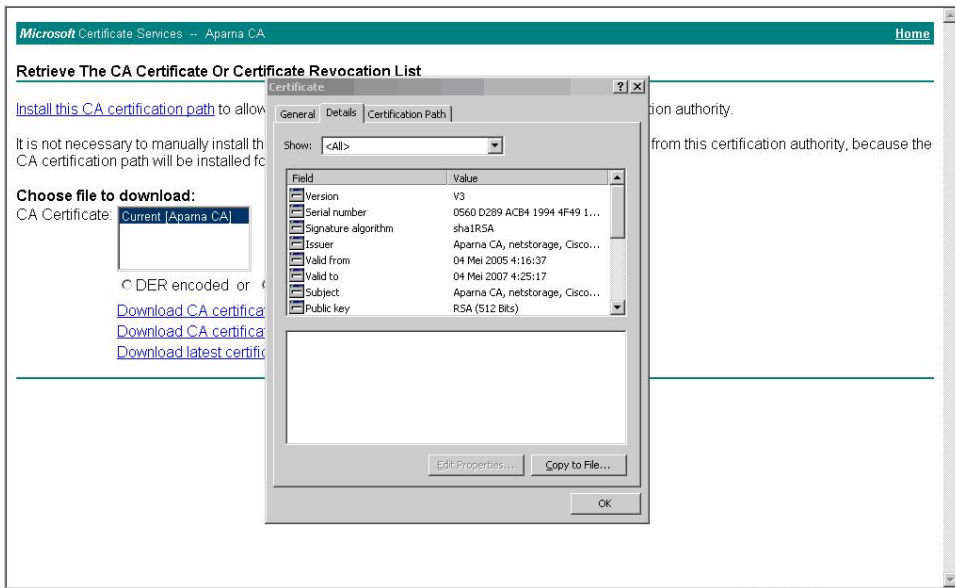 Microsoft Certificate Services -- Aparna CA
Home
Retrieve The CA Certificate Or Certificate Revocation List
Install this CA certification path to allow
tion authority.
It is not necessary to manually install th
from this certification authority, because the
CA certification path will be installed fo
Choose file to download:
CA Certificate:
Current [Aparna CA]
DER encoded or
Download CA certifica
Download CA certifica
Download latest certific
Certificate
General Details Certification Path
Show: <All>
Field Value
Version V3
Serial number 0560 D289 ACB4 1994 4F49 1...
Signature algorithm sha1RSA
Issuer Aparna CA, netstorage, Cisco...
Valid from 04 Mei 2005 4:16:37
Valid to 04 Mei 2007 4:25:17
Subject Aparna CA, netstorage, Cisco...
Public key RSA (512 Bits)
Edit Properties...
Copy to File...
OK